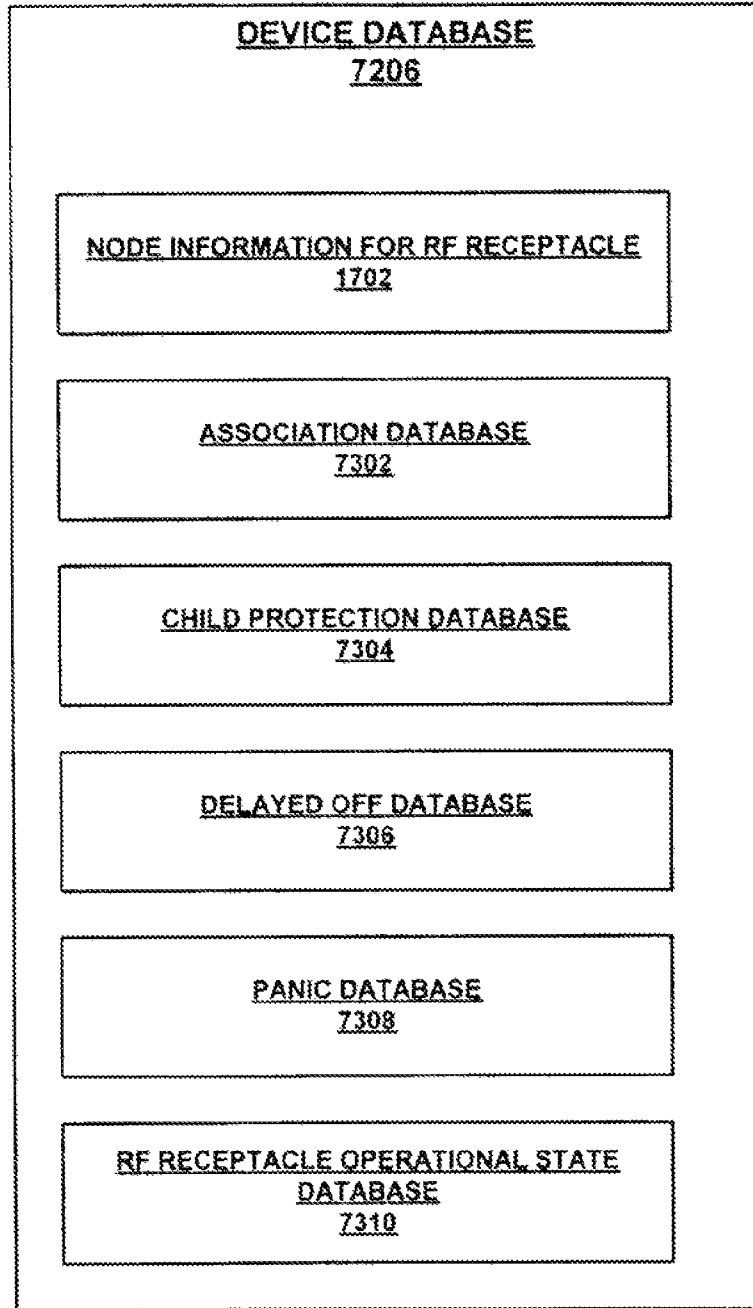 DEVICE DATABASE
7206
NODE INFORMATION FOR RF RECEPTACLE
1702
ASSOCIATION DATABASE
7302
CHILD PROTECTION DATABASE
7304
DELAYED OFF DATABASE
7306
PANIC DATABASE
7308
RF RECEPTACLE OPERATIONAL STATE
DATABASE
7310